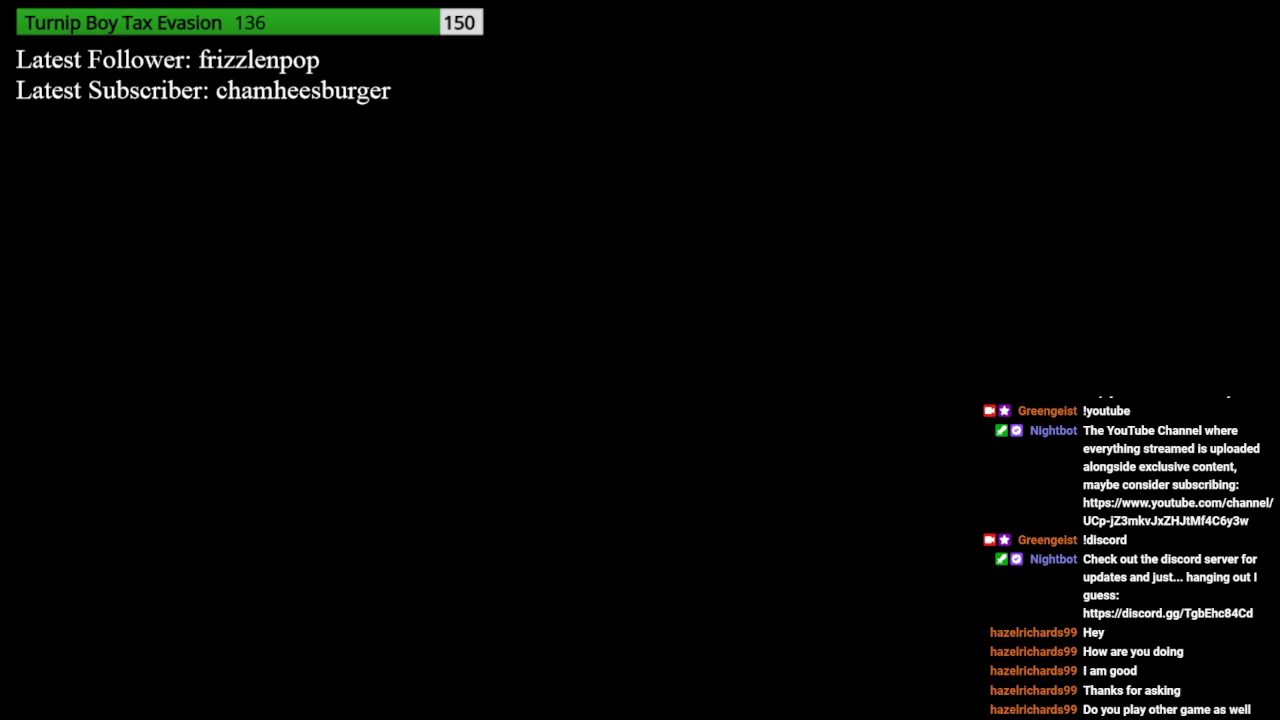 Turnip Boy Tax Evasion 136 150
Latest Follower: frizzlenpop
Latest Subscriber: chamheesburger
Greengeist !youtube
Nightbot The YouTube Channel where
everything streamed is uploaded
alongside exclusive content,
maybe consider subscribing:
https://www.youtube.com/channel/
UCp-jZ3mkvJxZHJtMf4C6y3w
Greengeist !discord
Nightbot Check out the discord server for
updates and just... hanging out I
guess:
https://discord.gg/TgbEhc84Cd
hazelrichards99 Hey
hazelrichards99 How are you doing
hazelrichards99 I am good
hazelrichards99 Thanks for asking
hazelrichards99 Do you play other game as well